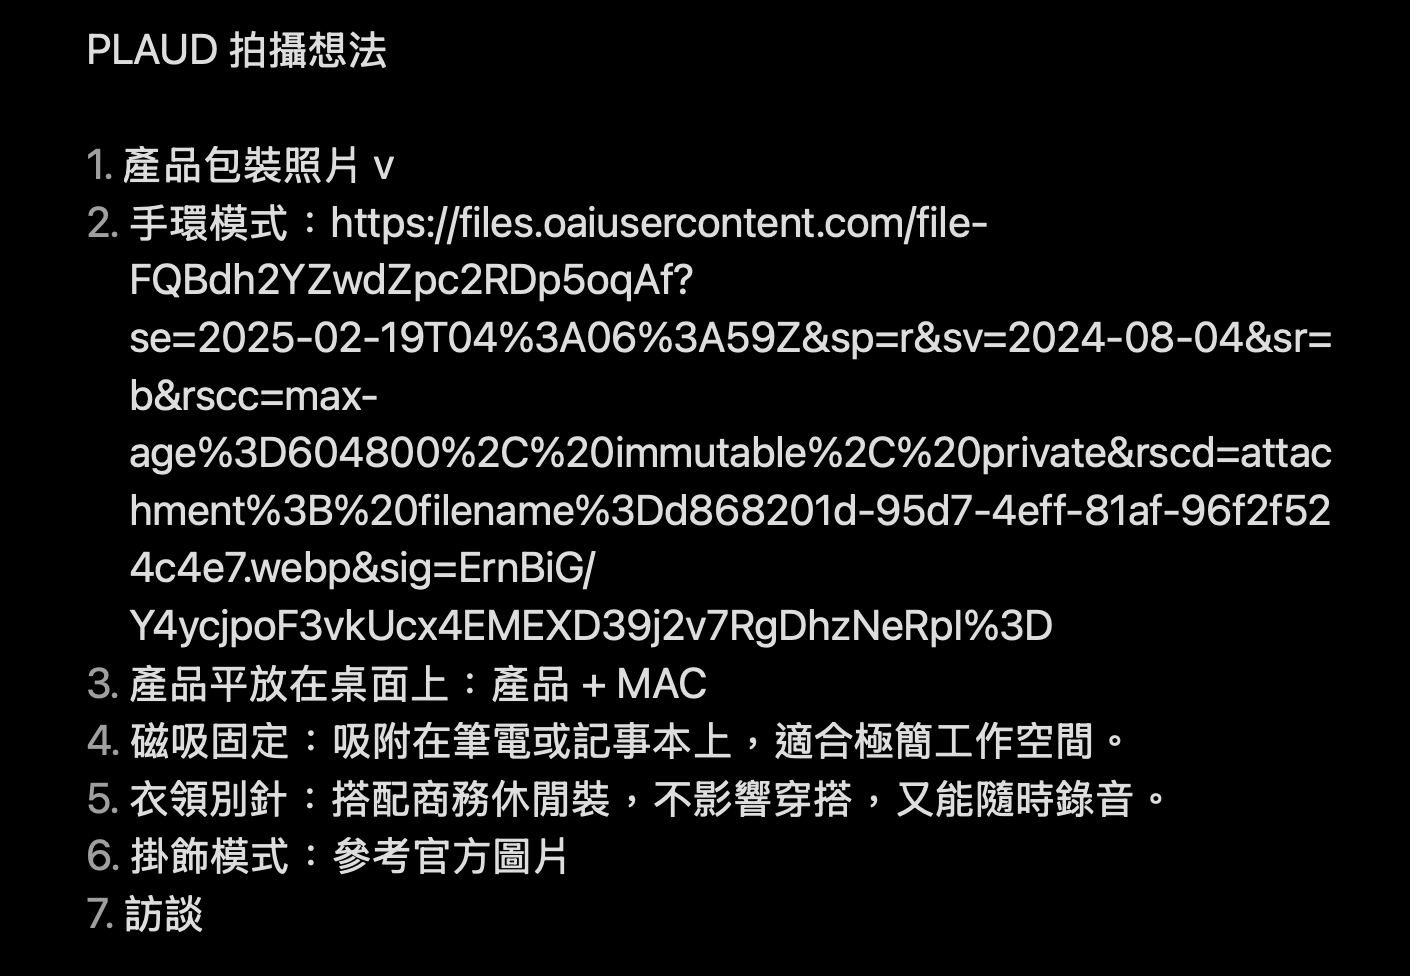 PLAUD 拍攝想法
1. 產品包裝照片 v
2. 手環模式：https://files.oaiusercontent.com/file-
FQBdh2YZwdZpc2RDp5oqAf?
se=2025-02-19T04%3A06%3A59Z&sp=r&sv=2024-08-04&sr=
b&rscc=max-
age%3D604800%2C%20immutable%2C%20private&rscd=attac
hment%3B%20filename%3Dd868201d-95d7-4eff-81af-96f2f52
4c4e7.webp&sig=ErnBiG/
Y4ycjpoF3vkUcx4EMEXD39j2v7RgDhzNeRpI%3D
3. 產品平放在桌面上：產品 + MAC
4. 磁吸固定：吸附在筆電或記事本上，適合極簡工作空間。
5. 衣領別針：搭配商務休閒裝，不影響穿搭，又能隨時錄音。
6. 掛飾模式：參考官方圖片
7. 訪談